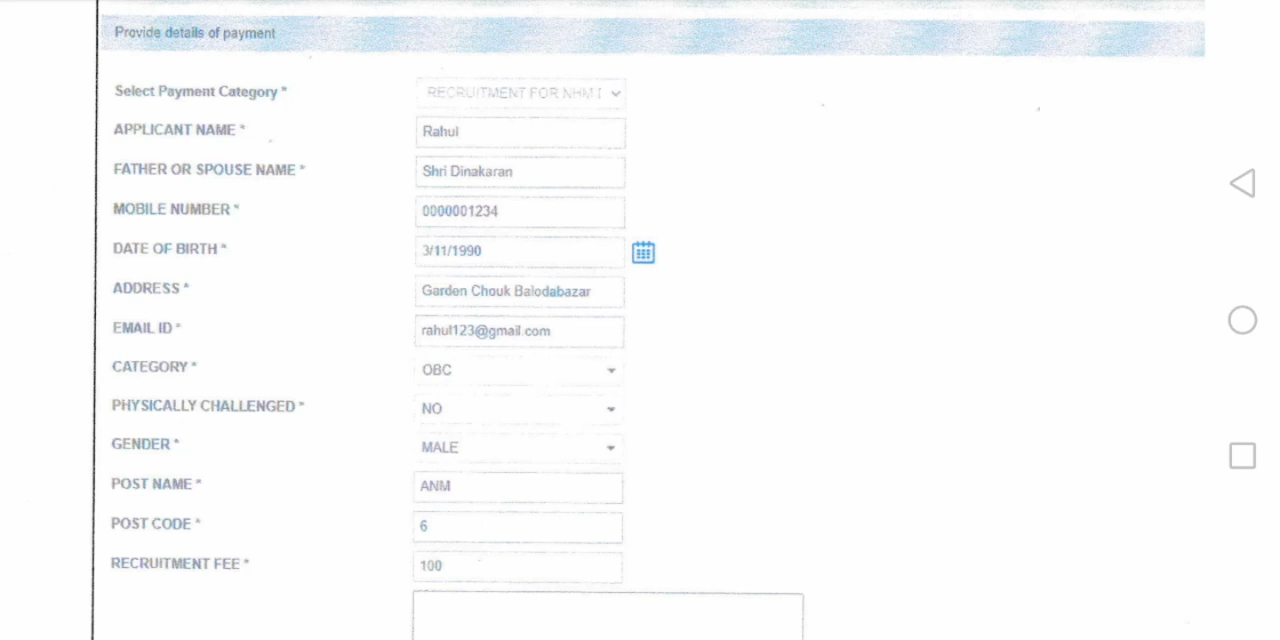 Provide details of payment
Select Payment Category * RECRUITMENT FOR NHM
APPLICANT NAME * Rahul
FATHER OR SPOUSE NAME * Shri Dinakaran
MOBILE NUMBER * 0000001234
DATE OF BIRTH * 3/11/1990
ADDRESS * Garden Chouk Balodabazar
EMAIL ID * rahul123@gmail.com
CATEGORY * OBC
PHYSICALLY CHALLENGED * NO
GENDER * MALE
POST NAME * ANM
POST CODE * 6
RECRUITMENT FEE * 100